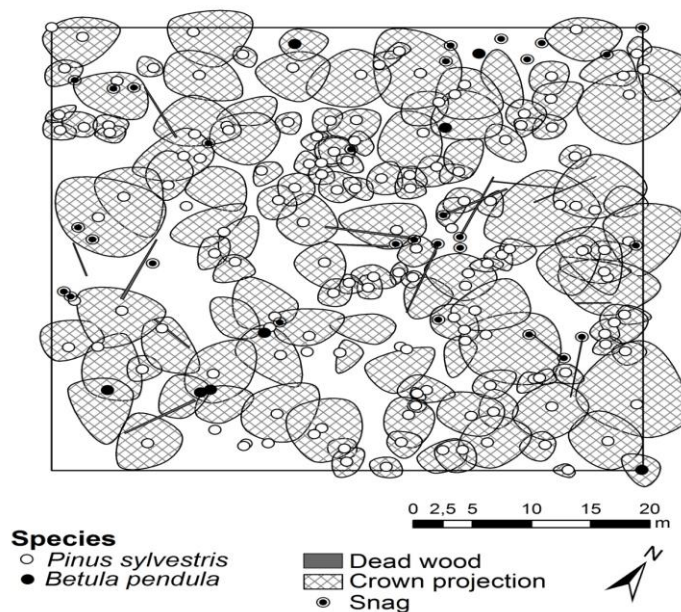 0 2,5 5 10 15 20
m
Species
Pinus sylvestris
Betula pendula
Dead wood
Crown projection
Snag
N